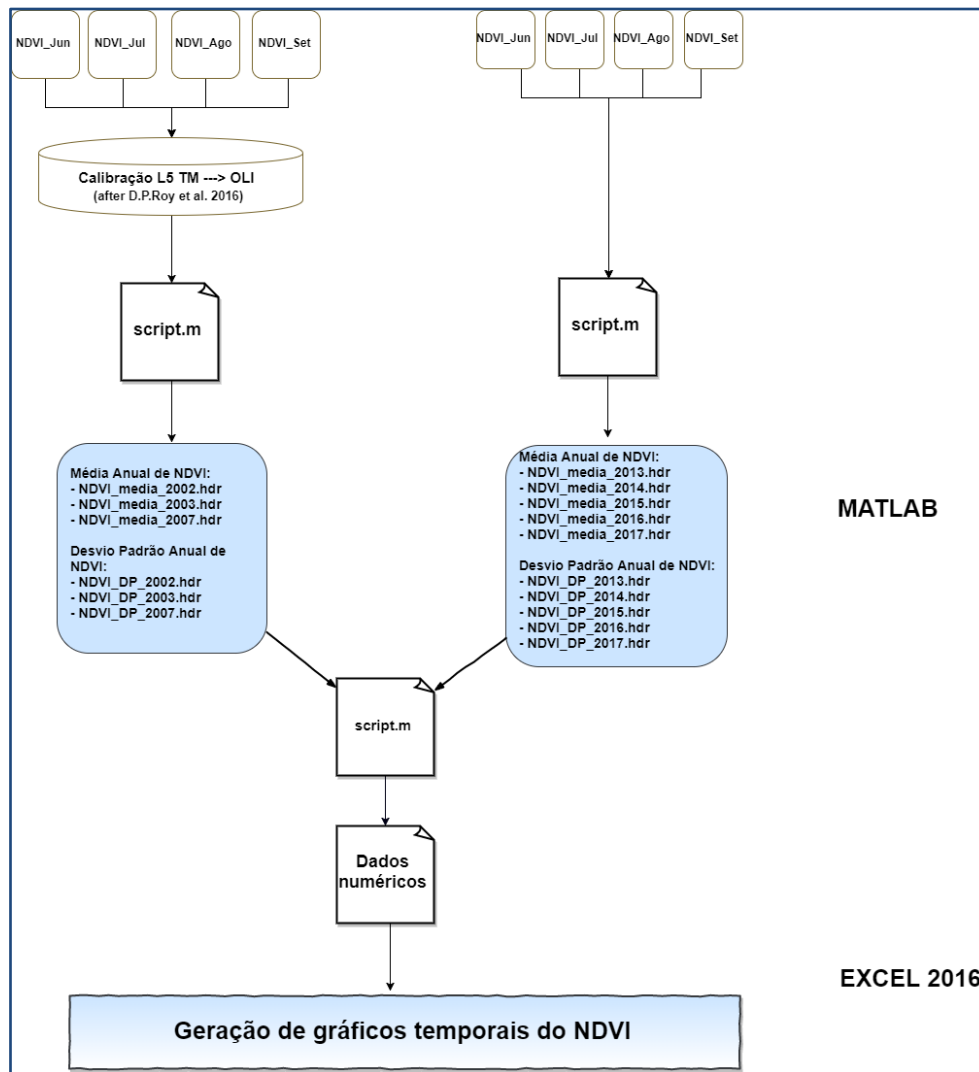 NDVI_Jun
NDVI_Jul
NDVI_Ago
NDVI_Set
NDVI_Jun
NDVI_Jul
NDVI_Ago
NDVI_Set
Calibração L5 TM ---> OLI
(after D.P.Roy et al. 2016)
script.m
script.m
Média Anual de NDVI:
- NDVI_media_2002.hdr
- NDVI_media_2003.hdr
- NDVI_media_2007.hdr
Desvio Padrão Anual de
NDVI:
- NDVI_DP_2002.hdr
- NDVI_DP_2003.hdr
- NDVI_DP_2007.hdr
Média Anual de NDVI:
- NDVI_media_2013.hdr
- NDVI_media_2014.hdr
- NDVI_media_2015.hdr
- NDVI_media_2016.hdr
- NDVI_media_2017.hdr
Desvio Padrão Anual de NDVI:
- NDVI_DP_2013.hdr
- NDVI_DP_2014.hdr
- NDVI_DP_2015.hdr
- NDVI_DP_2016.hdr
- NDVI_DP_2017.hdr
MATLAB
script.m
Dados
numéricos
EXCEL 2016
Geração de gráficos temporais do NDVI